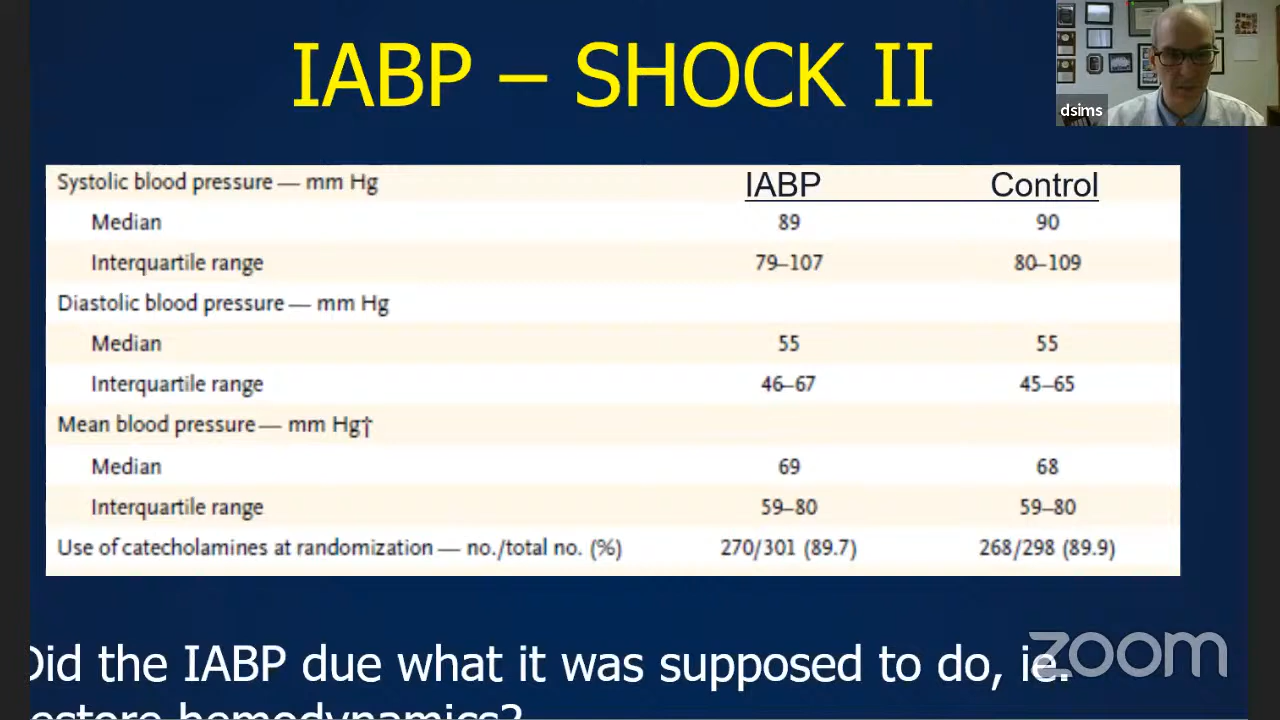 IABP – SHOCK II
dsims
Systolic blood pressure — mm Hg IABP Control
Median 89 90
Interquartile range 79–107 80–109
Diastolic blood pressure — mm Hg
Median 55 55
Interquartile range 46–67 45–65
Mean blood pressure — mm Hg†
Median 69 68
Interquartile range 59–80 59–80
Use of catecholamines at randomization — no./total no. (%) 270/301 (89.7) 268/298 (89.9)
Did the IABP due what it was supposed to do, ie.
zoom
restore hemodynamics?